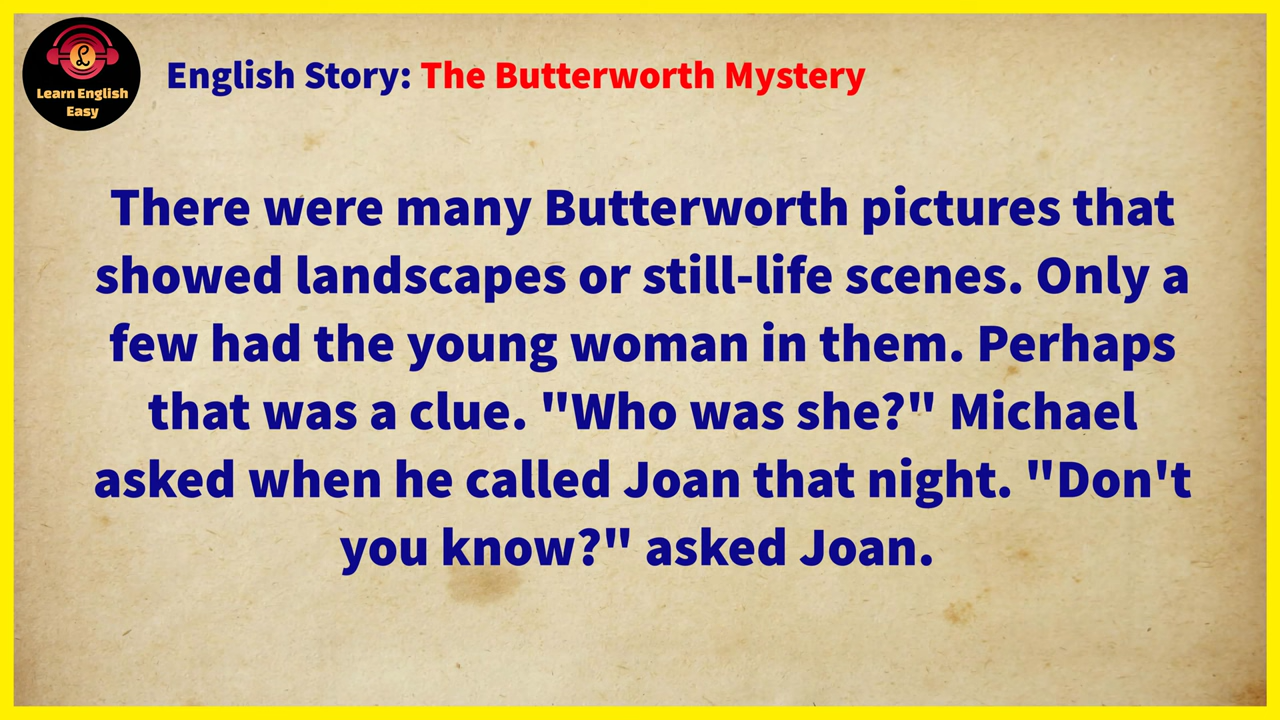 Learn English
Easy
English Story: The Butterworth Mystery
There were many Butterworth pictures that
showed landscapes or still-life scenes. Only a
few had the young woman in them. Perhaps
that was a clue. "Who was she?" Michael
asked when he called Joan that night. "Don't
you know?" asked Joan.